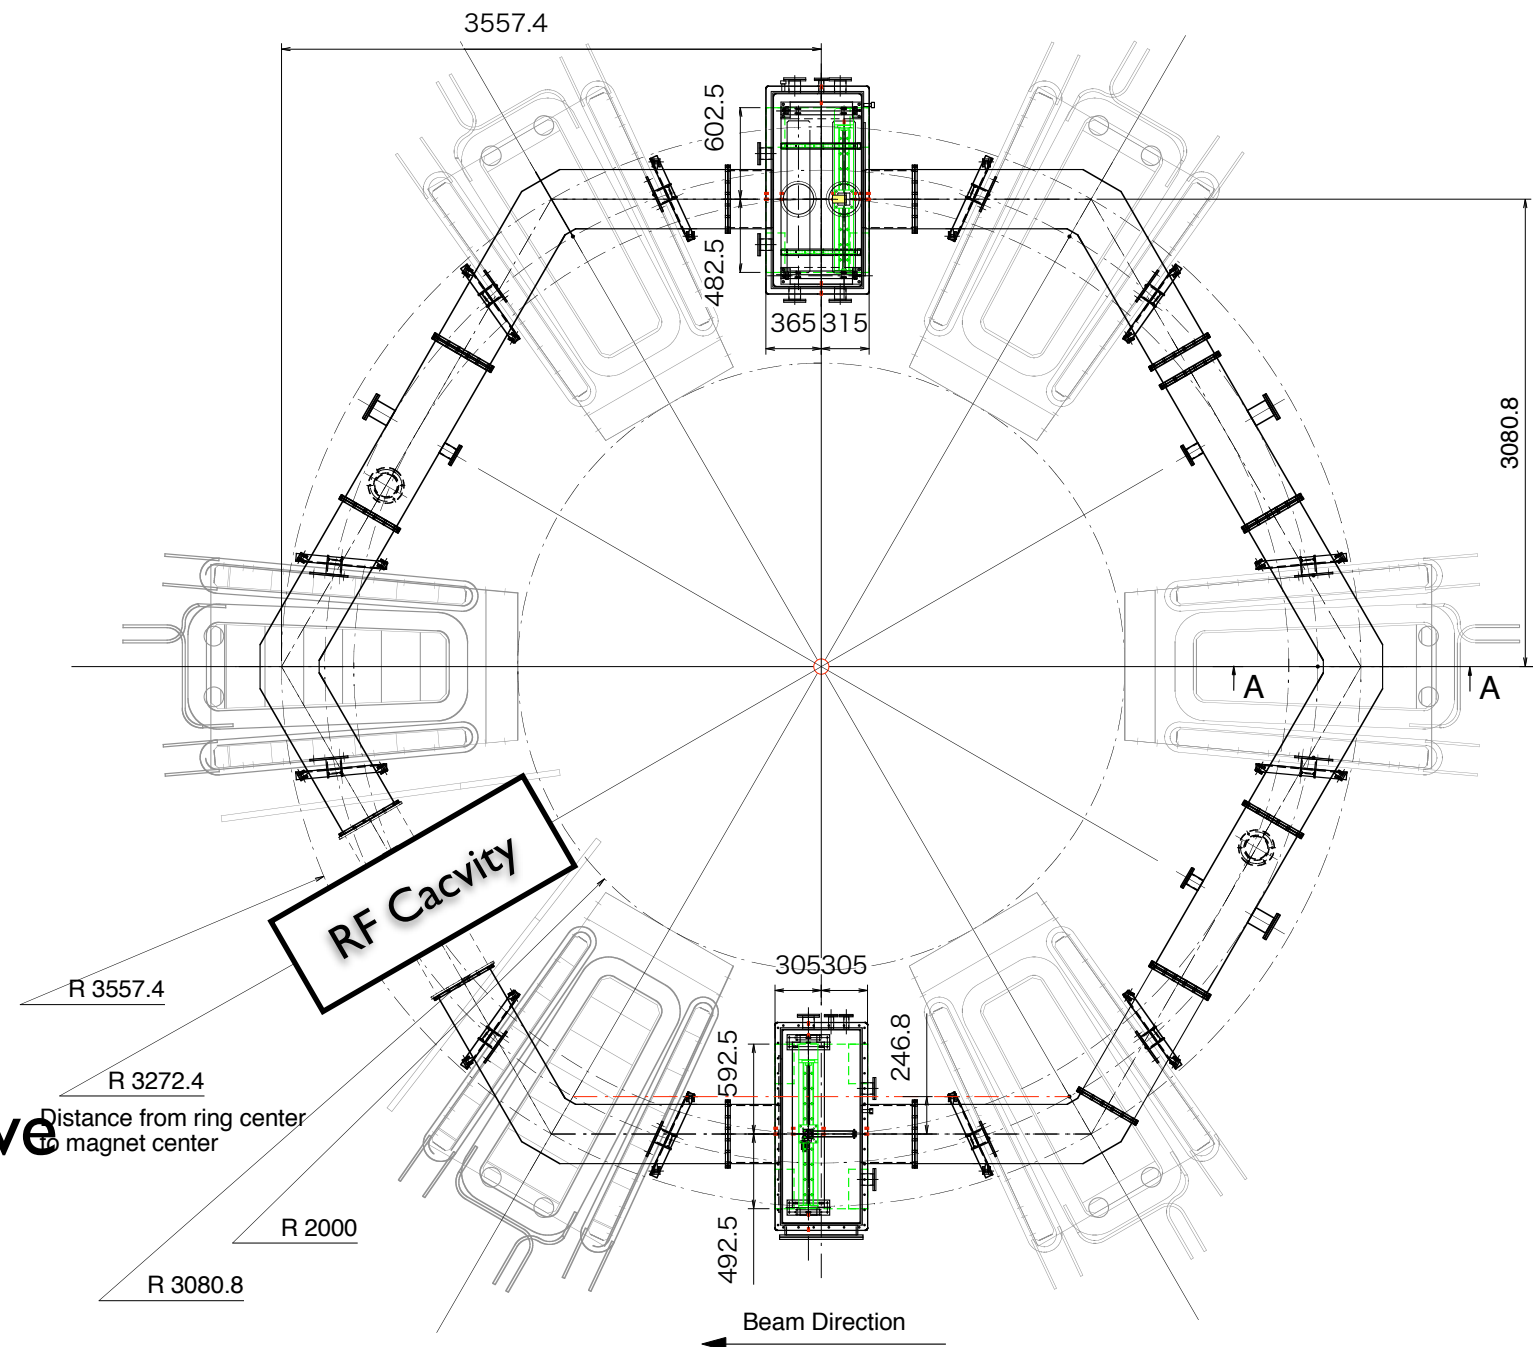 3557.4
602.5
482.5
365
315
3080.8
A
A
RF Cacvity
R 3557.4
R 3272.4
Distance from ring center
to magnet center
ve
R 2000
R 3080.8
305
305
592.5
246.8
492.5
Beam Direction